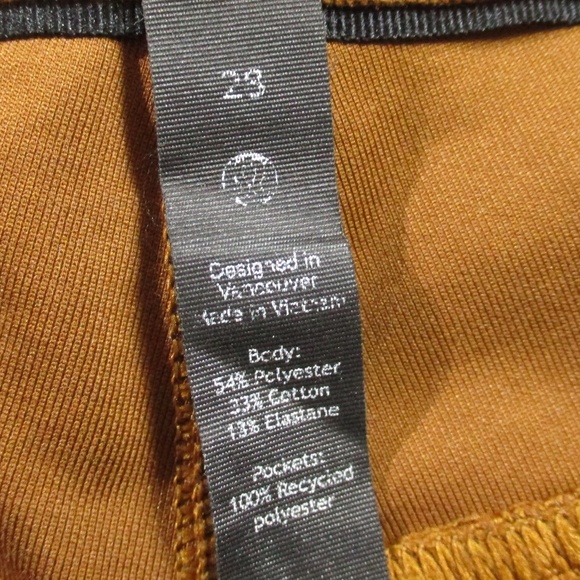 28
Designed in
Vancouver
Made in Vietnam
Body:
54% Polyester
33% Cotton
13% Elastane
Pockets:
100% Recycled
polyester